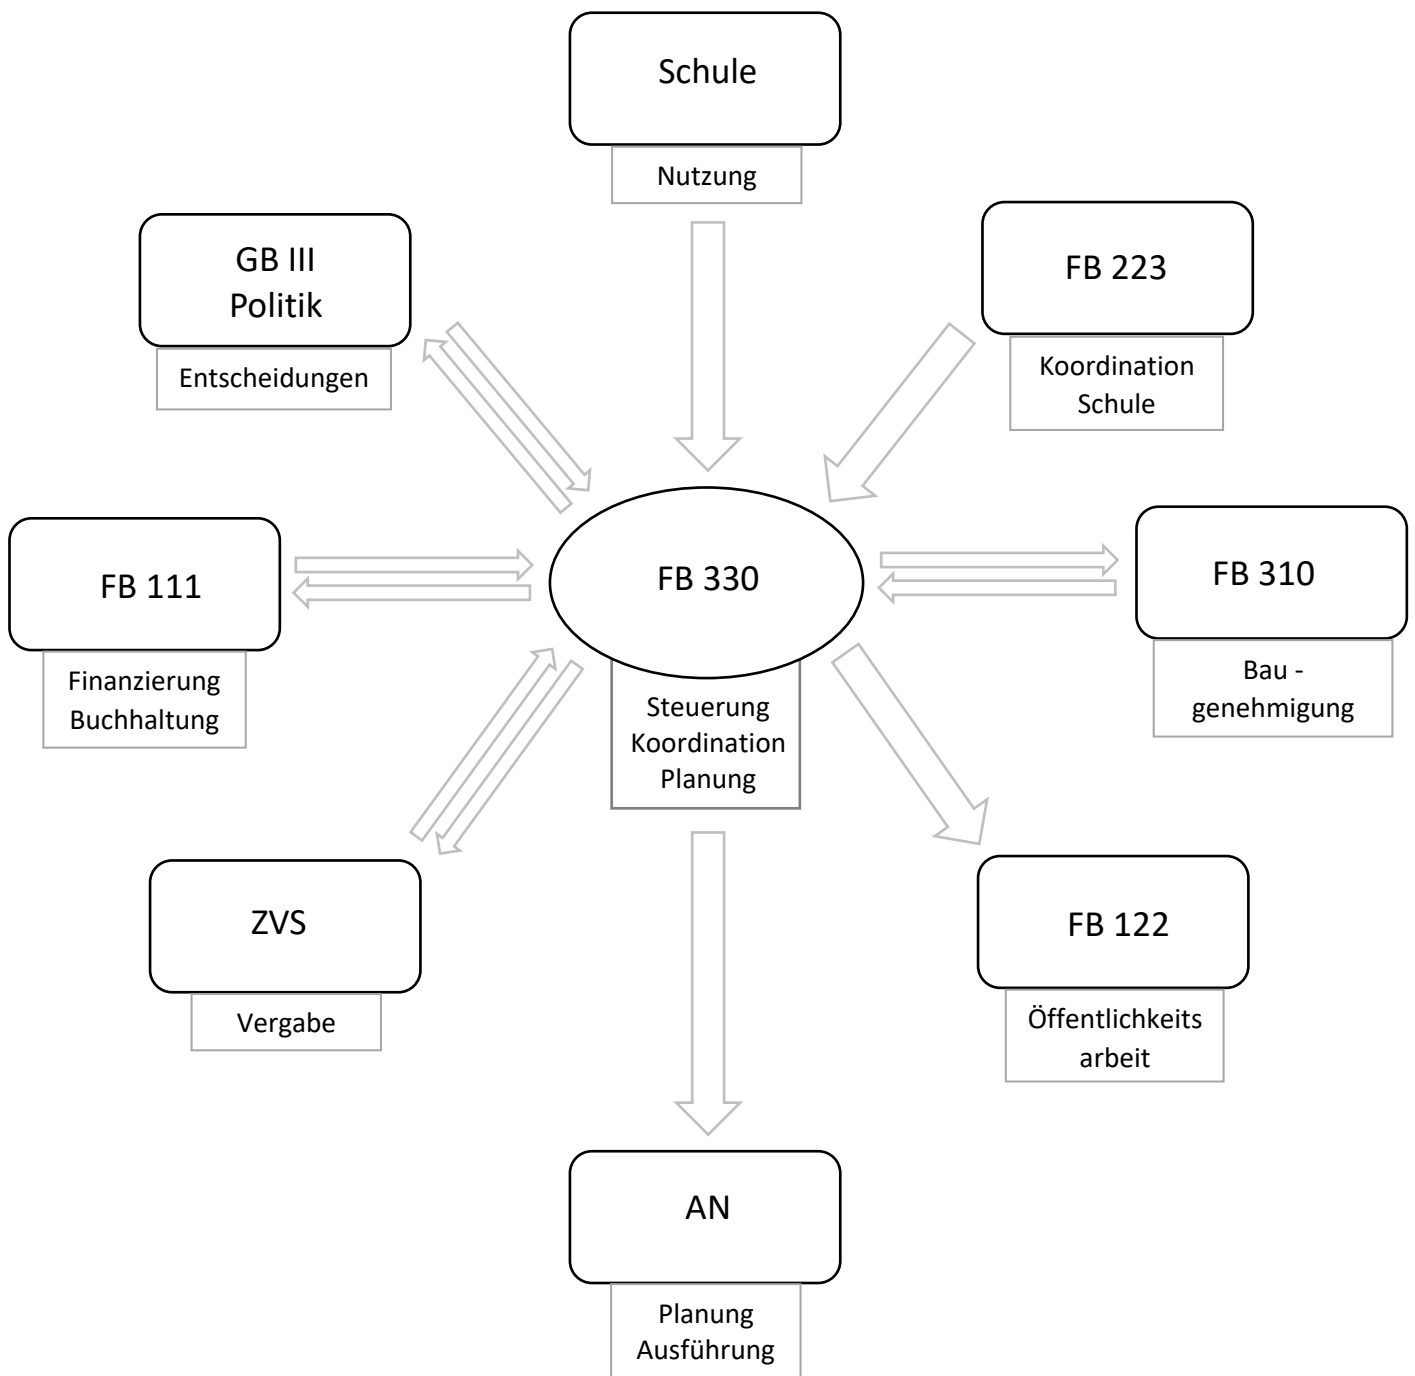 Schule
Nutzung
GB III
Politik
Entscheidungen
FB 223
Koordination
Schule
FB 111
Finanzierung
Buchhaltung
FB 330
Steuerung
Koordination
Planung
FB 310
Bau -
genehmigung
ZVS
Vergabe
FB 122
Öffentlichkeits
arbeit
AN
Planung
Ausführung